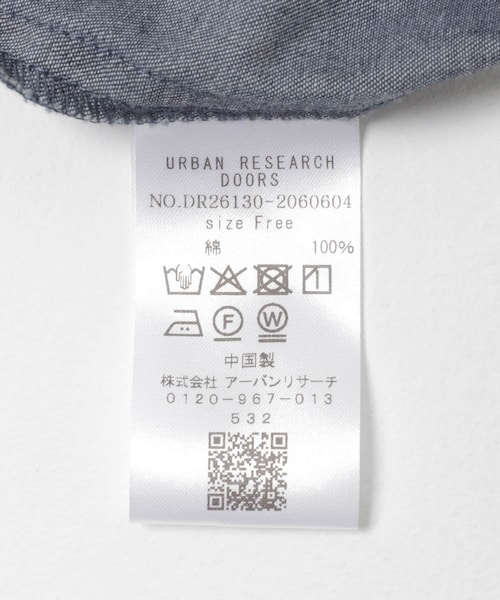 URBAN RESEARCH
DOORS
NO.DR26130-2060604
size Free
綿 100%
F W
中国製
株式会社 アーバンリサーチ
0120-967-013
532